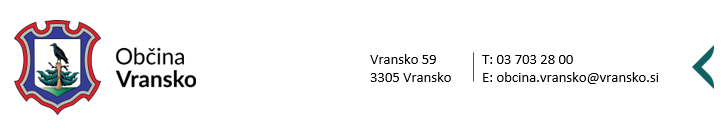 Občina
Vransko
Vransko 59
3305 Vransko
T: 03 703 28 00
E: obcina.vransko@vransko.si